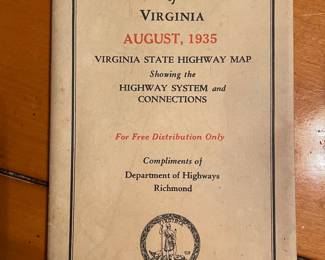 of
VIRGINIA
AUGUST, 1935
VIRGINIA STATE HIGHWAY MAP
Showing the
HIGHWAY SYSTEM and
CONNECTIONS
For Free Distribution Only
Compliments of
Department of Highways
Richmond